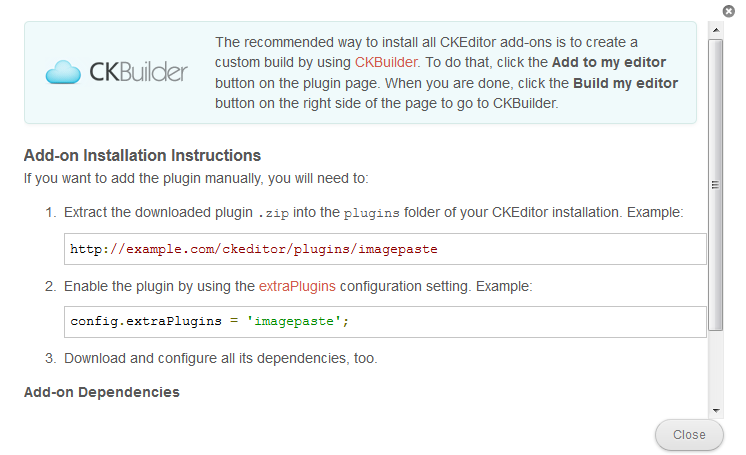 The recommended way to install all CKEditor add-ons is to create a
CKBuilder
custom build by using CKBuilder. To do that, click the Add to my editor
button on the plugin page. When you are done, click the Build my editor
button on the right side of the page to go to CKBuilder.
Add-on Installation Instructions
If you want to add the plugin manually, you will need to:
1. Extract the downloaded plugin .zip into the plugins folder of your CKEditor installation. Example:
http://example.com/ckeditor/plugins/imagepaste
2. Enable the plugin by using the extraPlugins configuration setting. Example:
config.extraPlugins = 'imagepaste';
3. Download and configure all its dependencies, too.
Add-on Dependencies
Close